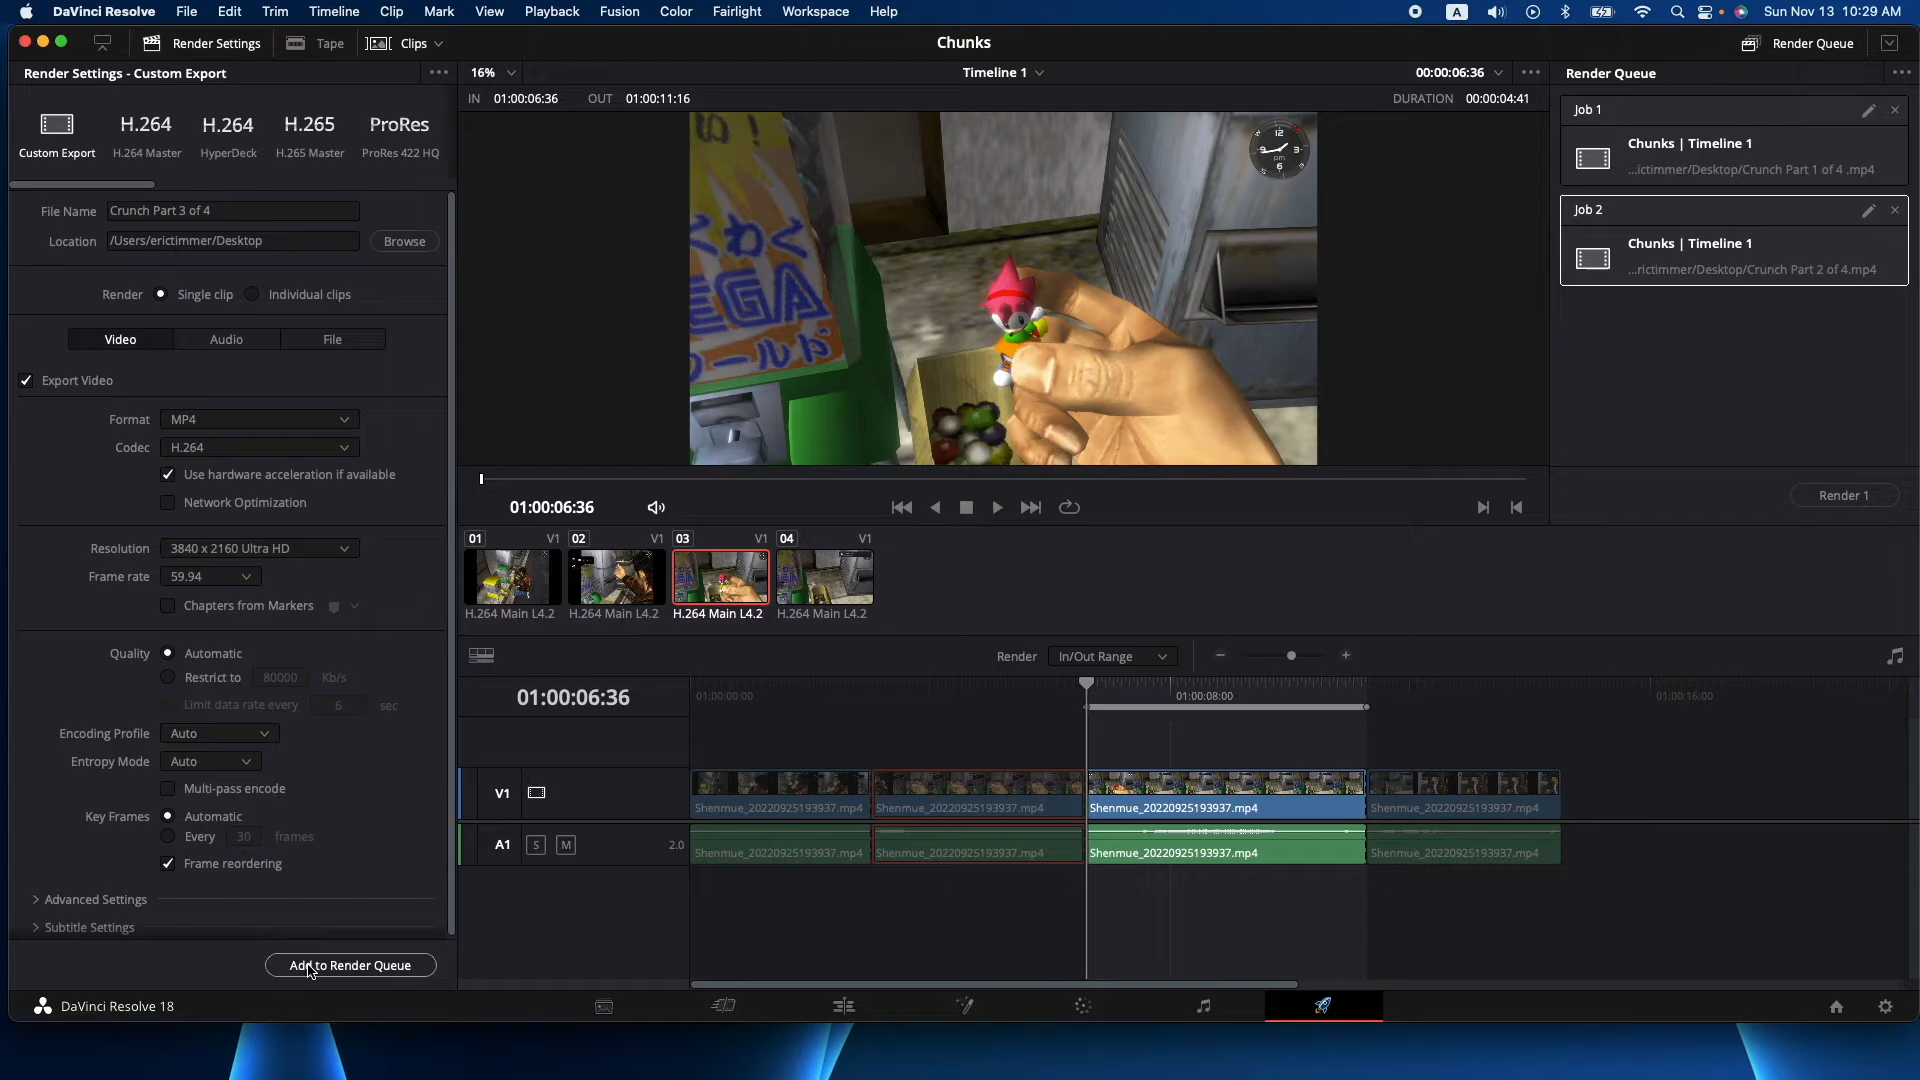 DaVinci Resolve File Edit Trim Timeline Clip Mark View Playback Fusion Color Fairlight Workspace Help A Sun Nov 13 10:29 AM
Render Settings Tape Clips Chunks Render Queue
Render Settings - Custom Export 16% Timeline 1 00:00:06:36 Render Queue
IN 01:00:06:36 OUT 01:00:11:16 DURATION 00:00:04:41
H.264 H.264 H.265 ProRes
Custom Export H.264 Master HyperDeck H.265 Master ProRes 422 HQ
Job 1
Chunks | Timeline 1
...ictimmer/Desktop/Crunch Part 1 of 4 .mp4
Job 2
Chunks | Timeline 1
...rictimmer/Desktop/Crunch Part 2 of 4.mp4
Render 1
File Name Crunch Part 3 of 4
Location /Users/erictimmer/Desktop Browse
Render Single clip Individual clips
Video Audio File
Export Video
Format MP4
Codec H.264
Use hardware acceleration if available
Network Optimization
Resolution 3840 x 2160 Ultra HD
Frame rate 59.94
Chapters from Markers
Quality Automatic
Restrict to 80000 Kb/s
Limit data rate every 6 sec
Encoding Profile Auto
Entropy Mode Auto
Multi-pass encode
Key Frames Automatic
Every 30 frames
Frame reordering
Advanced Settings
Subtitle Settings
Add to Render Queue
12
9 3
pm
6
EGA
01:00:06:36
01 V1 02 V1 03 V1 04 V1
H.264 Main L4.2 H.264 Main L4.2 H.264 Main L4.2 H.264 Main L4.2
Render In/Out Range
01:00:06:36 01:00:00:00 01:00:08:00 01:00:16:00
V1
Shenmue_20220925193937.mp4 Shenmue_20220925193937.mp4 Shenmue_20220925193937.mp4 Shenmue_20220925193937.mp4
A1 S M 2.0
Shenmue_20220925193937.mp4 Shenmue_20220925193937.mp4 Shenmue_20220925193937.mp4 Shenmue_20220925193937.mp4
DaVinci Resolve 18